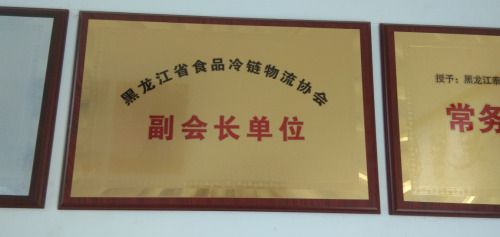 黑龙江省食品冷链物流协会
副会长单位
授予：黑龙江泰
常务